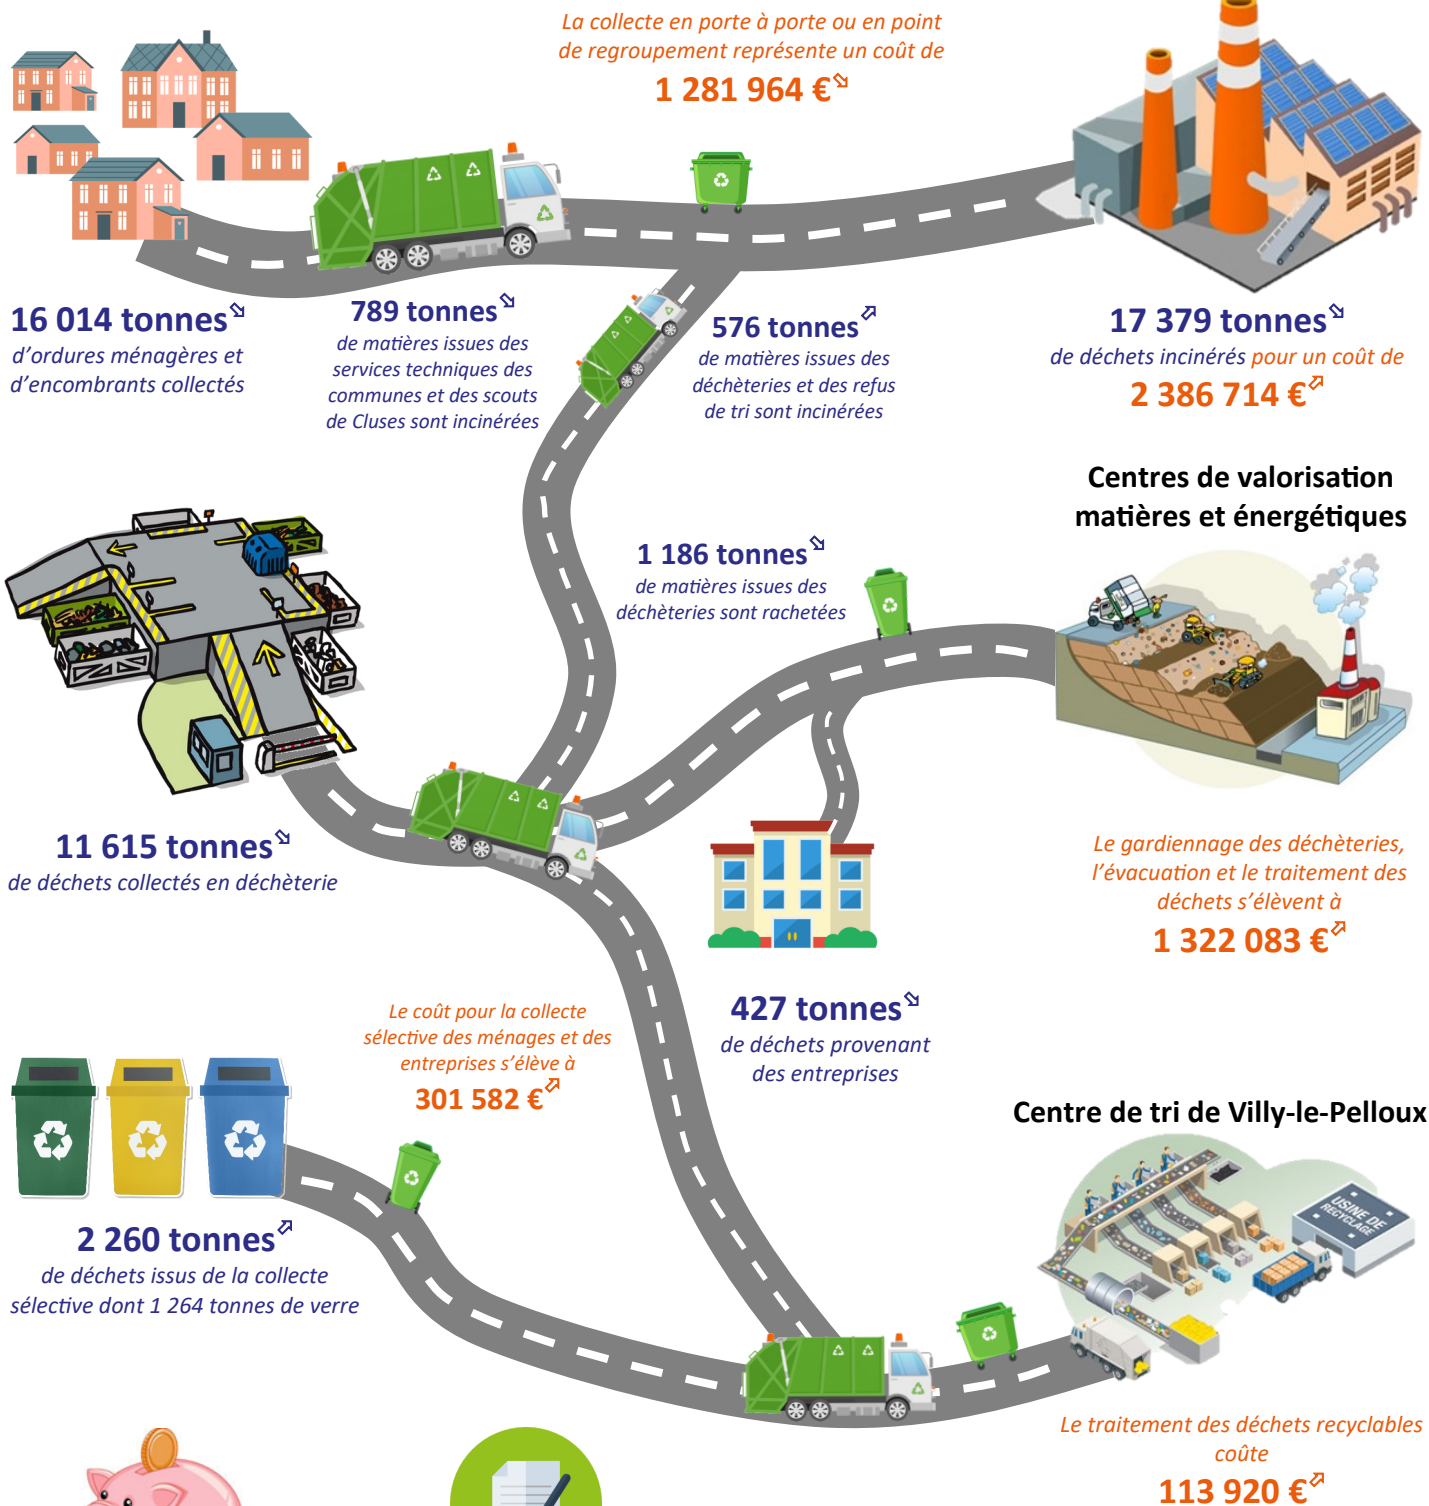 La collecte en porte à porte ou en point
de regroupement représente un coût de
1 281 964 €
16 014 tonnes
d'ordures ménagères et
d'encombrants collectés
789 tonnes
de matières issues des
services techniques des
communes et des scouts
de Cluses sont incinérées
576 tonnes
de matières issues des
déchèteries et des refus
de tri sont incinérées
17 379 tonnes
de déchets incinérés pour un coût de
2 386 714 €
Centres de valorisation
matières et énergétiques
1 186 tonnes
de matières issues des
déchèteries sont rachetées
11 615 tonnes
de déchets collectés en déchèterie
Le gardiennage des déchèteries,
l'évacuation et le traitement des
déchets s'élèvent à
1 322 083 €
427 tonnes
de déchets provenant
des entreprises
Le coût pour la collecte
sélective des ménages et des
entreprises s'élève à
301 582 €
Centre de tri de Villy-le-Pelloux
USINE DE
RECYCLAGE
2 260 tonnes
de déchets issus de la collecte
sélective dont 1 264 tonnes de verre
Le traitement des déchets recyclables
coûte
113 920 €